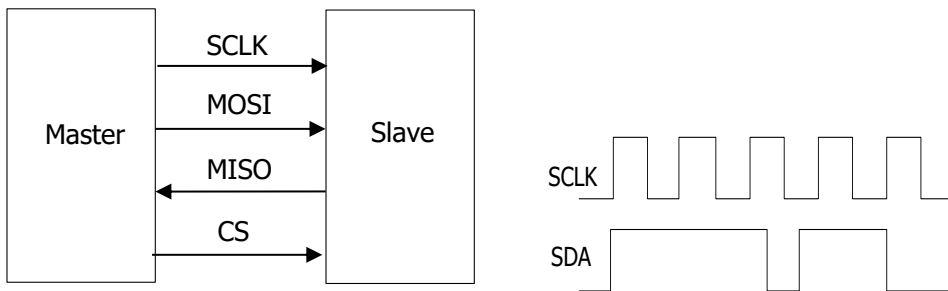 SCLK
MOSI
Master
Slave
MISO
CS
SCLK
SDA